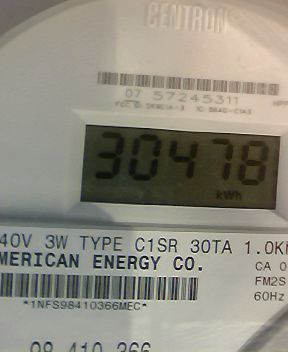 CENTRON
07 57245311
30478
kWh
40V 3W TYPE C1SR 30TA 1.0K
MERICAN ENERGY CO.
CA 0
FM2S
60Hz
*1NFS98410366MEC*
98 410 366